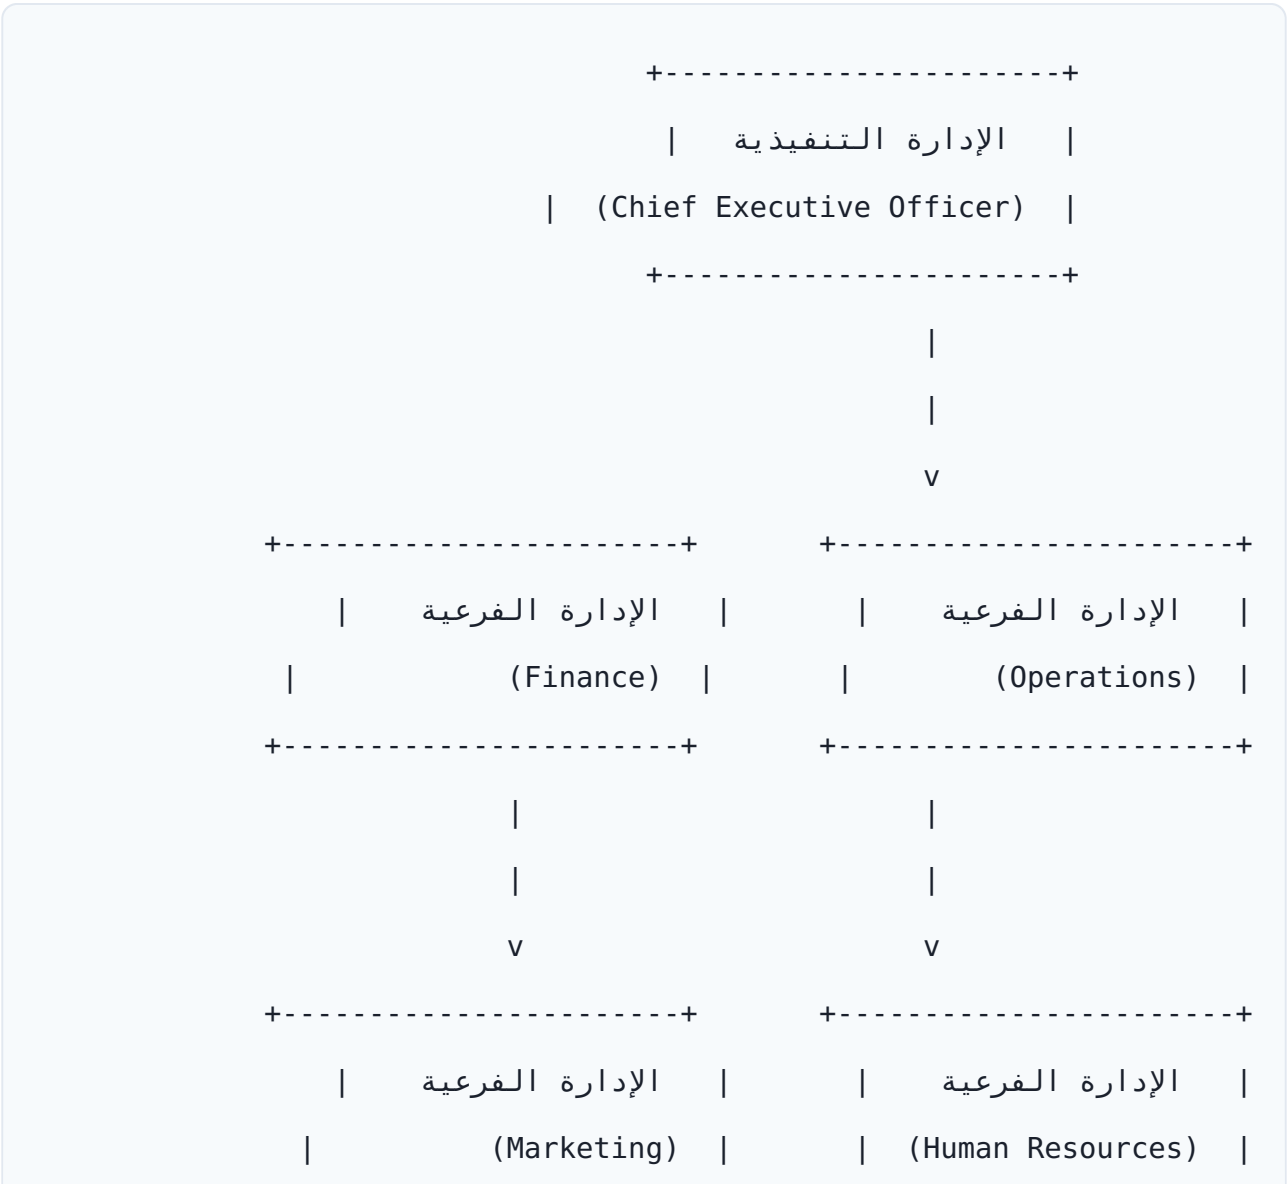 +-----------------------+
|   الإدارة التنفيذية   |
|  (Chief Executive Officer)  |
+-----------------------+
|
|
v
+-----------------------+       +-----------------------+
|   الإدارة الفرعية    |       |   الإدارة الفرعية    |
|  (Operations)         |       |  (Finance)            |
+-----------------------+       +-----------------------+
|                       |
|                       |
v                       v
+-----------------------+       +-----------------------+
|   الإدارة الفرعية    |       |   الإدارة الفرعية    |
|  (Human Resources)  |       |  (Marketing)          |